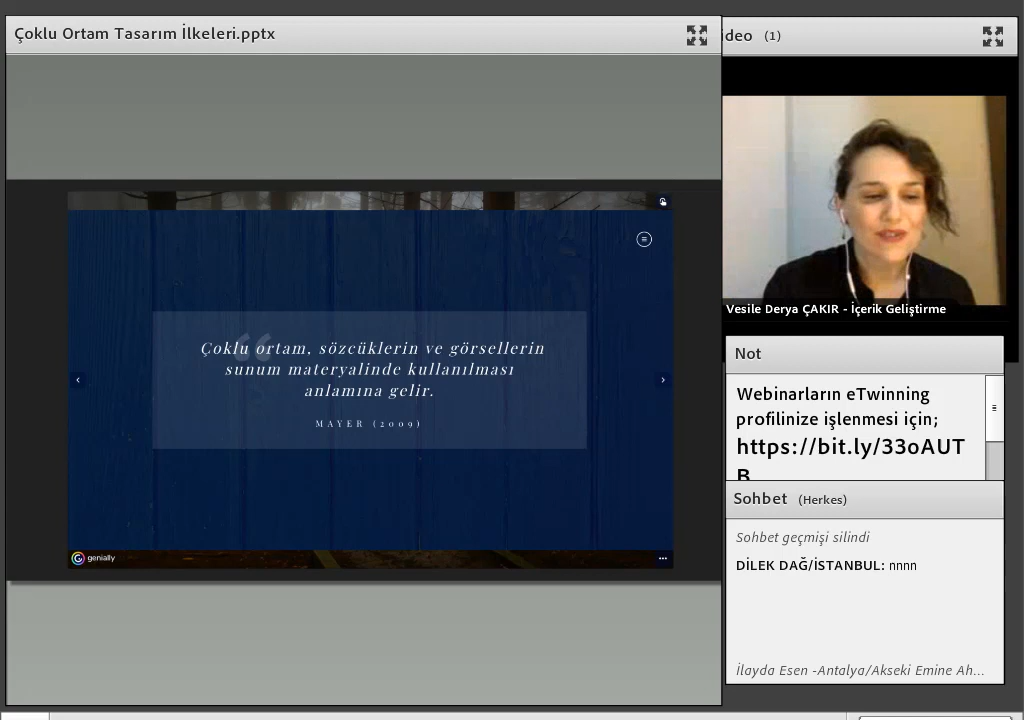 Çoklu Ortam Tasarım İlkeleri.pptx
ideo (1)
Çoklu ortam, sözcüklerin ve görsellerin
sunum materyalinde kullanılması
anlamına gelir.
MAYER (2009)
genially
Vesile Derya ÇAKIR - İçerik Geliştirme
Not
Webinarların eTwinning
profilinize işlenmesi için;
https://bit.ly/33oAUT
B
Sohbet (Herkes)
Sohbet geçmişi silindi
DİLEK DAĞ/İSTANBUL: nnnn
İlayda Esen -Antalya/Akseki Emine Ah...